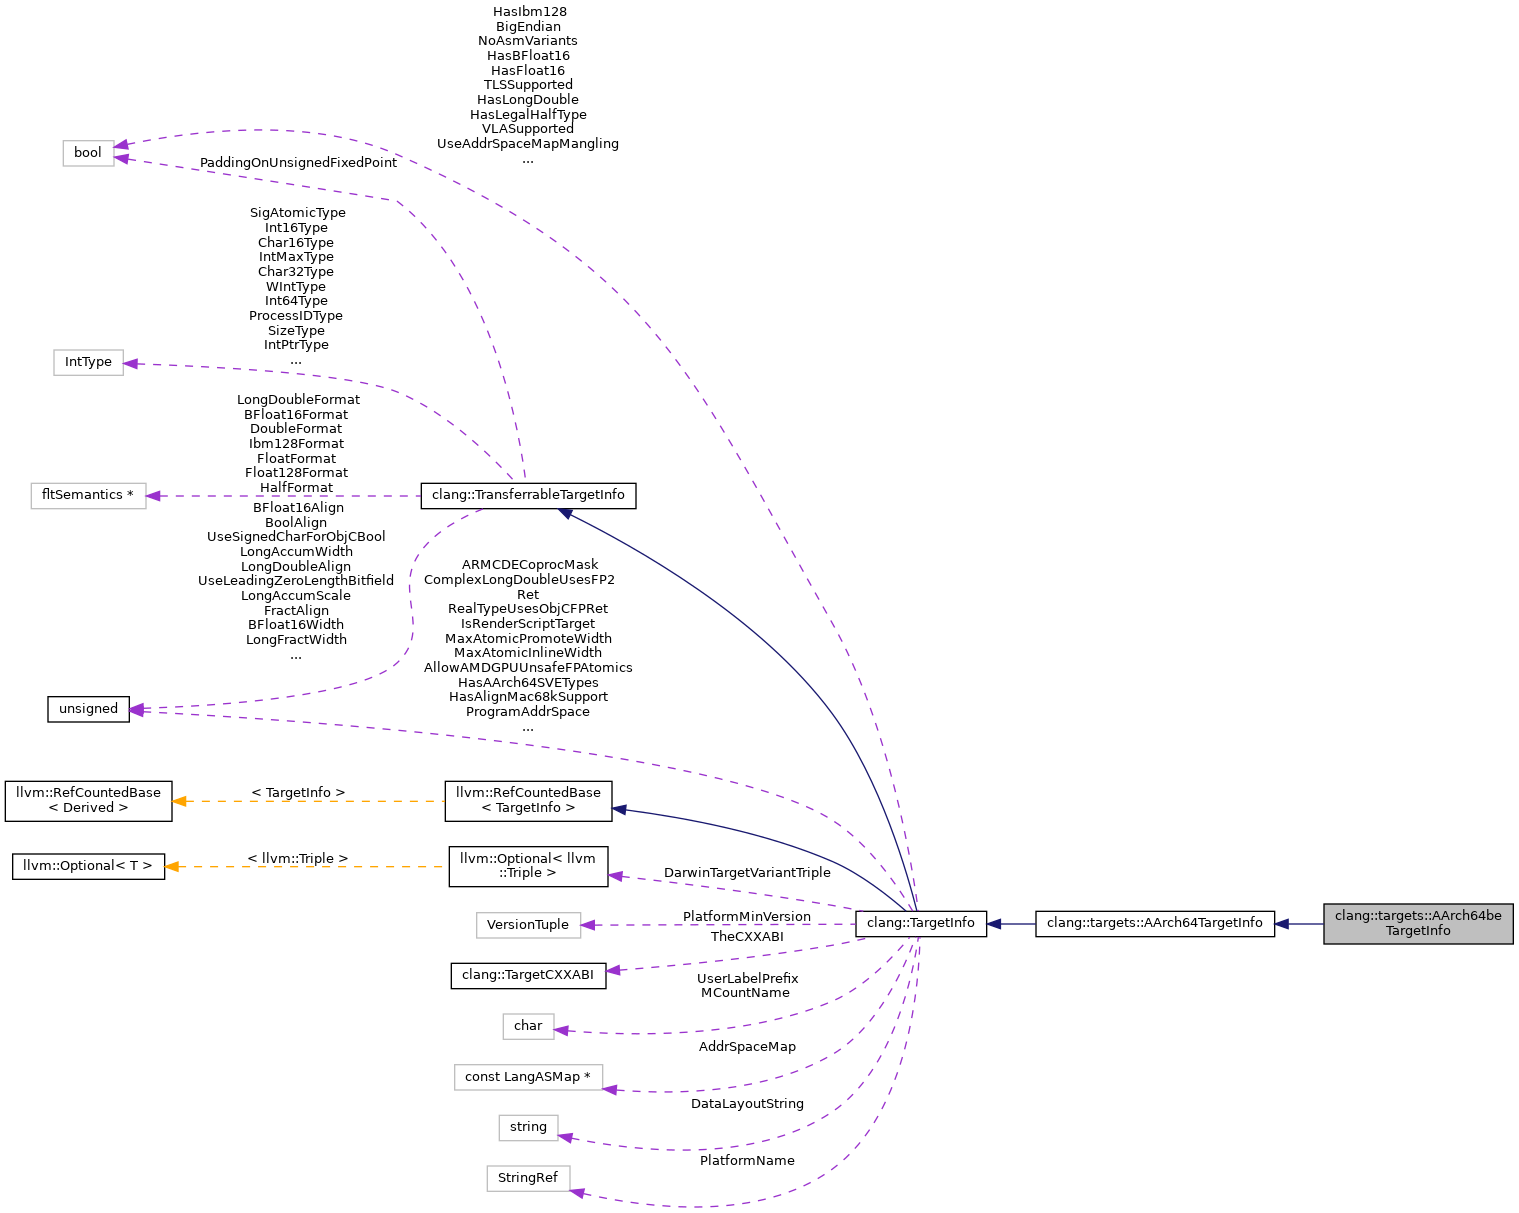 HasIbm128
BigEndian
NoAsmVariants
HasBFloat16
HasFloat16
TLSSupported
HasLongDouble
HasLegalHalfType
VLASupported
UseAddrSpaceMapMangling
...
bool
PaddingOnUnsignedFixedPoint
SigAtomicType
Int16Type
Char16Type
IntMaxType
Char32Type
WIntType
Int64Type
ProcessIDType
SizeType
IntPtrType
...
IntType
LongDoubleFormat
BFloat16Format
DoubleFormat
Ibm128Format
FloatFormat
Float128Format
HalfFormat
fltSemantics *
clang::TransferrableTargetInfo
BFloat16Align
BoolAlign
UseSignedCharForObjCBool
LongAccumWidth
LongDoubleAlign
UseLeadingZeroLengthBitfield
LongAccumScale
FractAlign
BFloat16Width
LongFractWidth
...
ARMCDECoprocMask
ComplexLongDoubleUsesFP2
Ret
RealTypeUsesObjCFPRet
IsRenderScriptTarget
MaxAtomicPromoteWidth
MaxAtomicInlineWidth
AllowAMDGPUUnsafeFPAtomics
HasAArch64SVETypes
HasAlignMac68kSupport
ProgramAddrSpace
...
unsigned
llvm::RefCountedBase
< Derived >
< TargetInfo >
llvm::RefCountedBase
< TargetInfo >
llvm::Optional< T >
< llvm::Triple >
llvm::Optional< llvm
::Triple >
DarwinTargetVariantTriple
VersionTuple
PlatformMinVersion
clang::TargetInfo
clang::targets::AArch64TargetInfo
clang::targets::AArch64be
TargetInfo
TheCXXABI
clang::TargetCXXABI
UserLabelPrefix
MCountName
char
AddrSpaceMap
const LangASMap *
DataLayoutString
string
PlatformName
StringRef